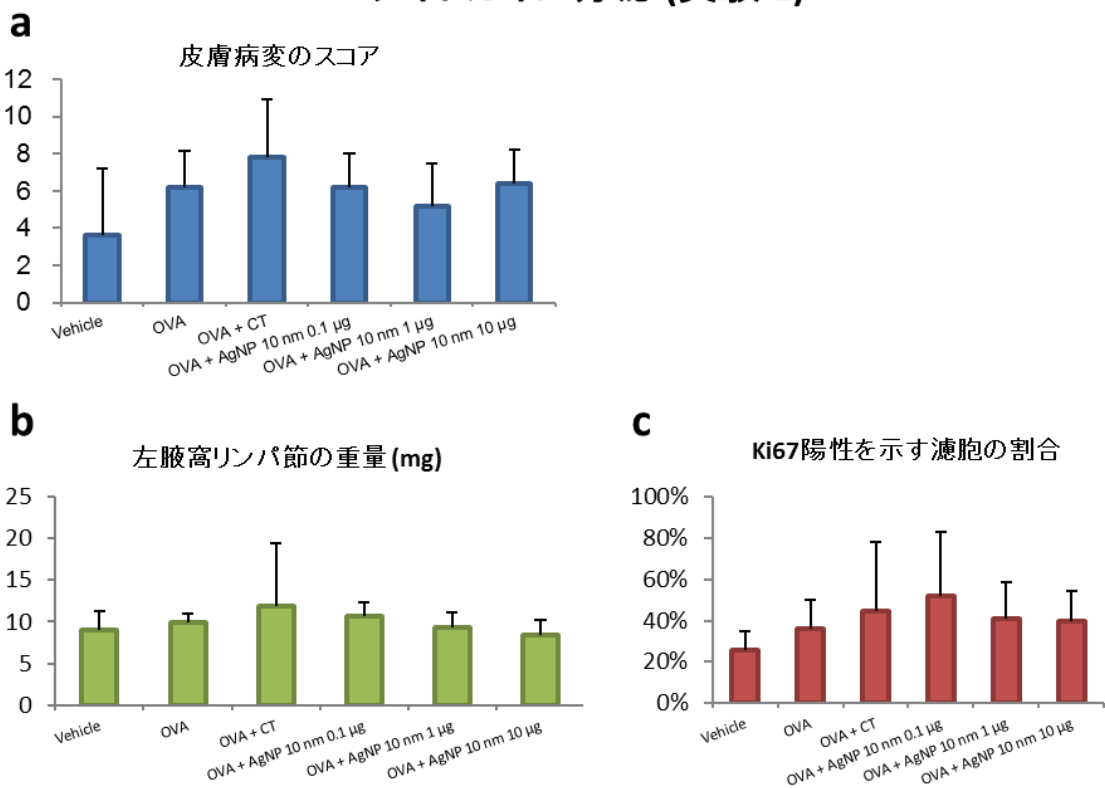 a
皮膚病変のスコア
12
10
8
6
4
2
0
Vehicle
OVA
OVA + CT
OVA + AgNP 10 nm 0.1 µg
OVA + AgNP 10 nm 1 µg
OVA + AgNP 10 nm 10 µg
b
左腋窩リンパ節の重量 (mg)
25
20
15
10
5
0
Vehicle
OVA
OVA + CT
OVA + AgNP 10 nm 0.1 µg
OVA + AgNP 10 nm 1 µg
OVA + AgNP 10 nm 10 µg
c
Ki67陽性を示す濾胞の割合
100%
80%
60%
40%
20%
0%
Vehicle
OVA
OVA + CT
OVA + AgNP 10 nm 0.1 µg
OVA + AgNP 10 nm 1 µg
OVA + AgNP 10 nm 10 µg